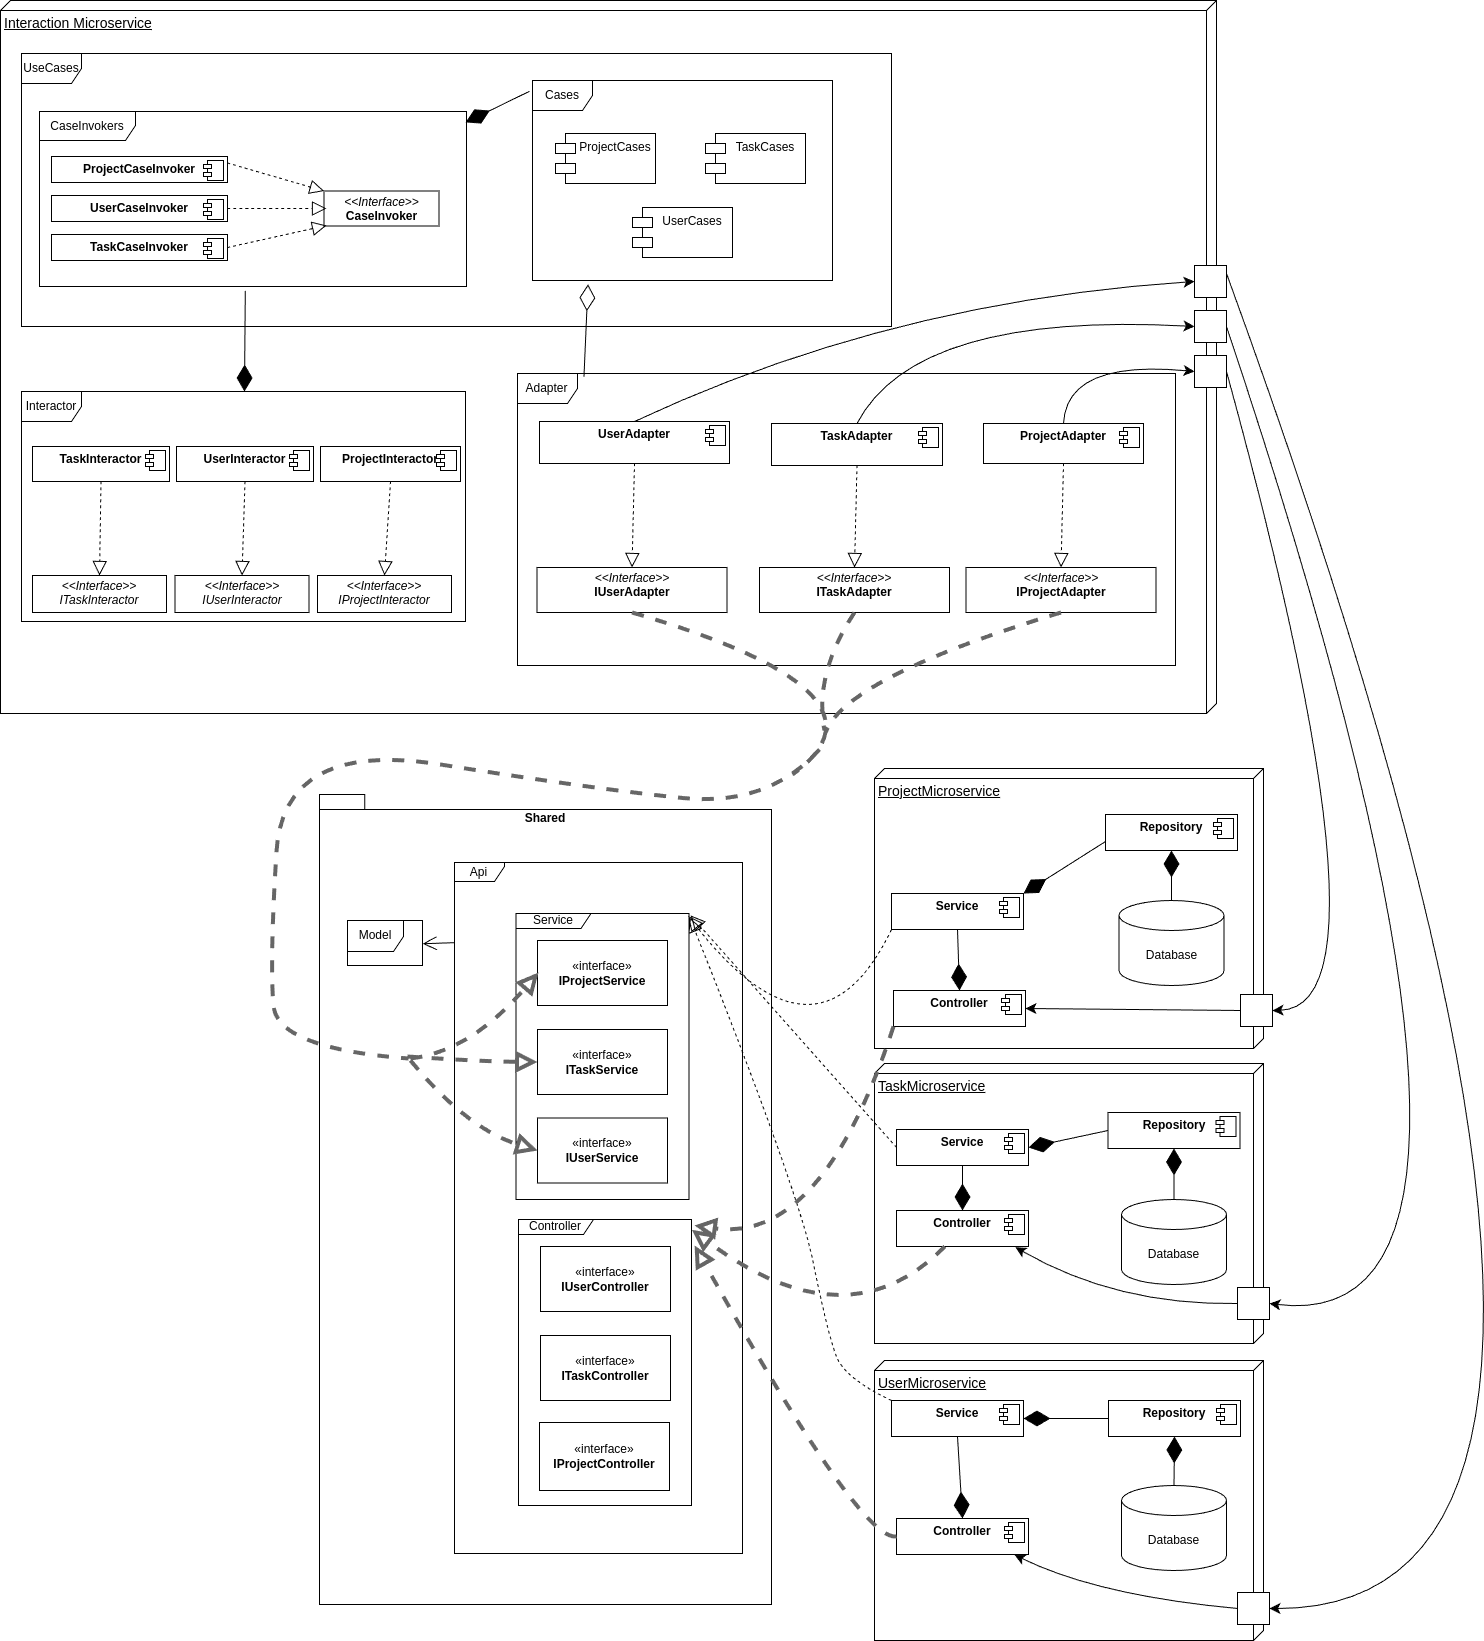 Interaction Microservice
UseCases
CaseInvokers
ProjectCaseInvoker
UserCaseInvoker
TaskCaseInvoker
<<Interface>>
CaseInvoker
Cases
ProjectCases
TaskCases
UserCases
Interactor
TaskInteractor
UserInteractor
ProjectInteractor
<<Interface>>
ITaskInteractor
<<Interface>>
IUserInteractor
<<Interface>>
IProjectInteractor
Adapter
UserAdapter
TaskAdapter
ProjectAdapter
<<Interface>>
IUserAdapter
<<Interface>>
ITaskAdapter
<<Interface>>
IProjectAdapter
Shared
Api
Model
Service
«interface»
IProjectService
«interface»
ITaskService
«interface»
IUserService
Controller
«interface»
IUserController
«interface»
ITaskController
«interface»
IProjectController
ProjectMicroservice
Repository
Service
Database
Controller
TaskMicroservice
Repository
Service
Controller
Database
UserMicroservice
Service
Repository
Controller
Database